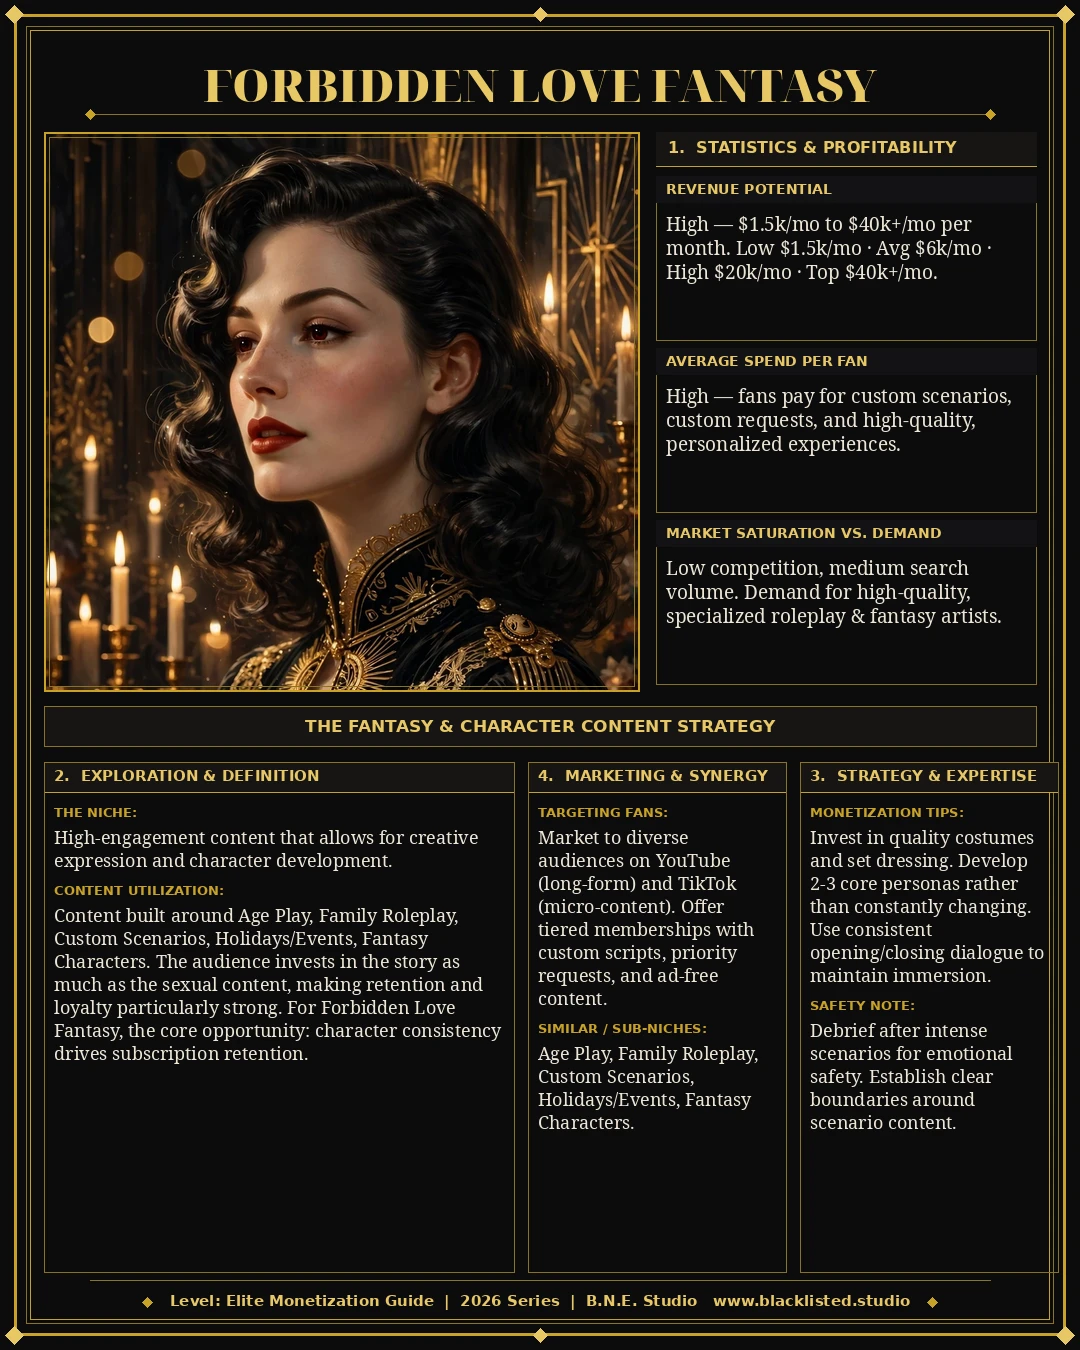 FORBIDDEN LOVE FANTASY
1. STATISTICS & PROFITABILITY
REVENUE POTENTIAL
High — $1.5k/mo to $40k+/mo per
month. Low $1.5k/mo · Avg $6k/mo ·
High $20k/mo · Top $40k+/mo.
AVERAGE SPEND PER FAN
High — fans pay for custom scenarios,
custom requests, and high-quality,
personalized experiences.
MARKET SATURATION VS. DEMAND
Low competition, medium search
volume. Demand for high-quality,
specialized roleplay & fantasy artists.
THE FANTASY & CHARACTER CONTENT STRATEGY
2. EXPLORATION & DEFINITION
THE NICHE:
High-engagement content that allows for creative
expression and character development.
CONTENT UTILIZATION:
Content built around Age Play, Family Roleplay,
Custom Scenarios, Holidays/Events, Fantasy
Characters. The audience invests in the story as
much as the sexual content, making retention and
loyalty particularly strong. For Forbidden Love
Fantasy, the core opportunity: character consistency
drives subscription retention.
4. MARKETING & SYNERGY
TARGETING FANS:
Market to diverse
audiences on YouTube
(long-form) and TikTok
(micro-content). Offer
tiered memberships with
custom scripts, priority
requests, and ad-free
content.
SIMILAR / SUB-NICHES:
Age Play, Family Roleplay,
Custom Scenarios,
Holidays/Events, Fantasy
Characters.
3. STRATEGY & EXPERTISE
MONETIZATION TIPS:
Invest in quality costumes
and set dressing. Develop
2-3 core personas rather
than constantly changing.
Use consistent
opening/closing dialogue to
maintain immersion.
SAFETY NOTE:
Debrief after intense
scenarios for emotional
safety. Establish clear
boundaries around
scenario content.
Level: Elite Monetization Guide | 2026 Series | B.N.E. Studio www.blacklisted.studio